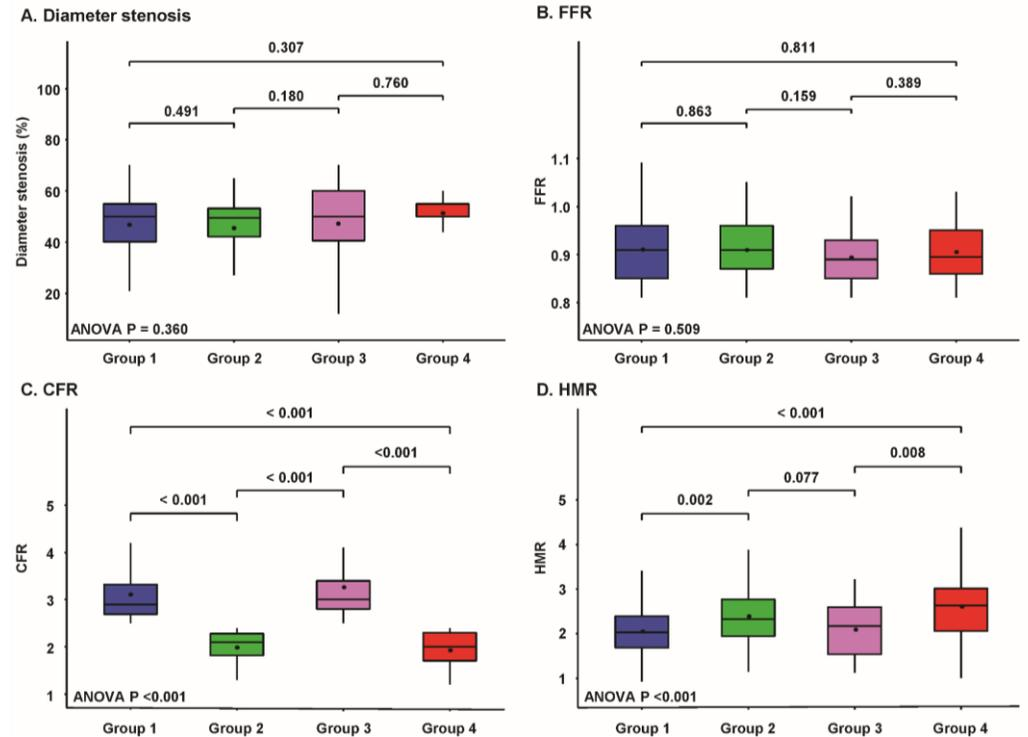 A. Diameter stenosis
0.307
0.760
0.180
0.491
100
80
60
40
20
Diameter stenosis (%)
ANOVA P = 0.360
Group 1 Group 2 Group 3 Group 4
B. FFR
0.811
0.389
0.159
0.863
1.1
1.0
0.9
0.8
FFR
ANOVA P = 0.509
Group 1 Group 2 Group 3 Group 4
C. CFR
< 0.001
<0.001
< 0.001
< 0.001
5
4
3
2
1
CFR
ANOVA P <0.001
Group 1 Group 2 Group 3 Group 4
D. HMR
< 0.001
0.008
0.077
0.002
5
4
3
2
1
HMR
ANOVA P <0.001
Group 1 Group 2 Group 3 Group 4